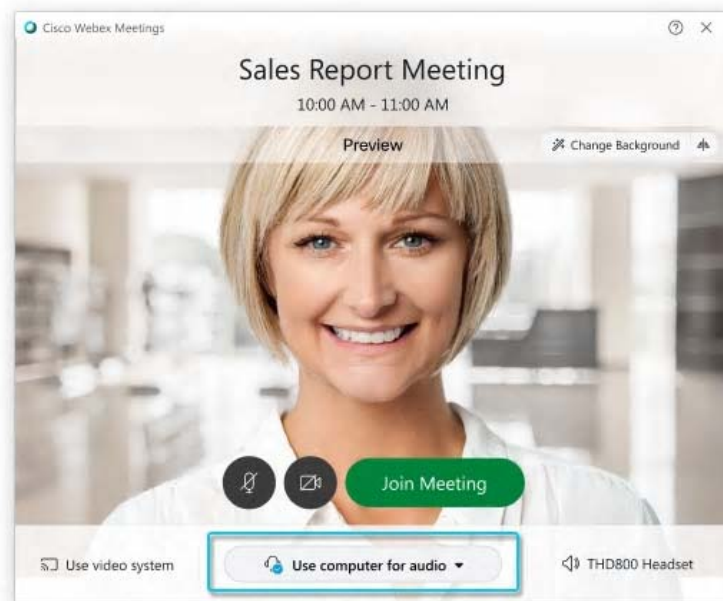 Cisco Webex Meetings
Sales Report Meeting
10:00 AM - 11:00 AM
Preview
Change Background
Join Meeting
Use video system
Use computer for audio
THD800 Headset